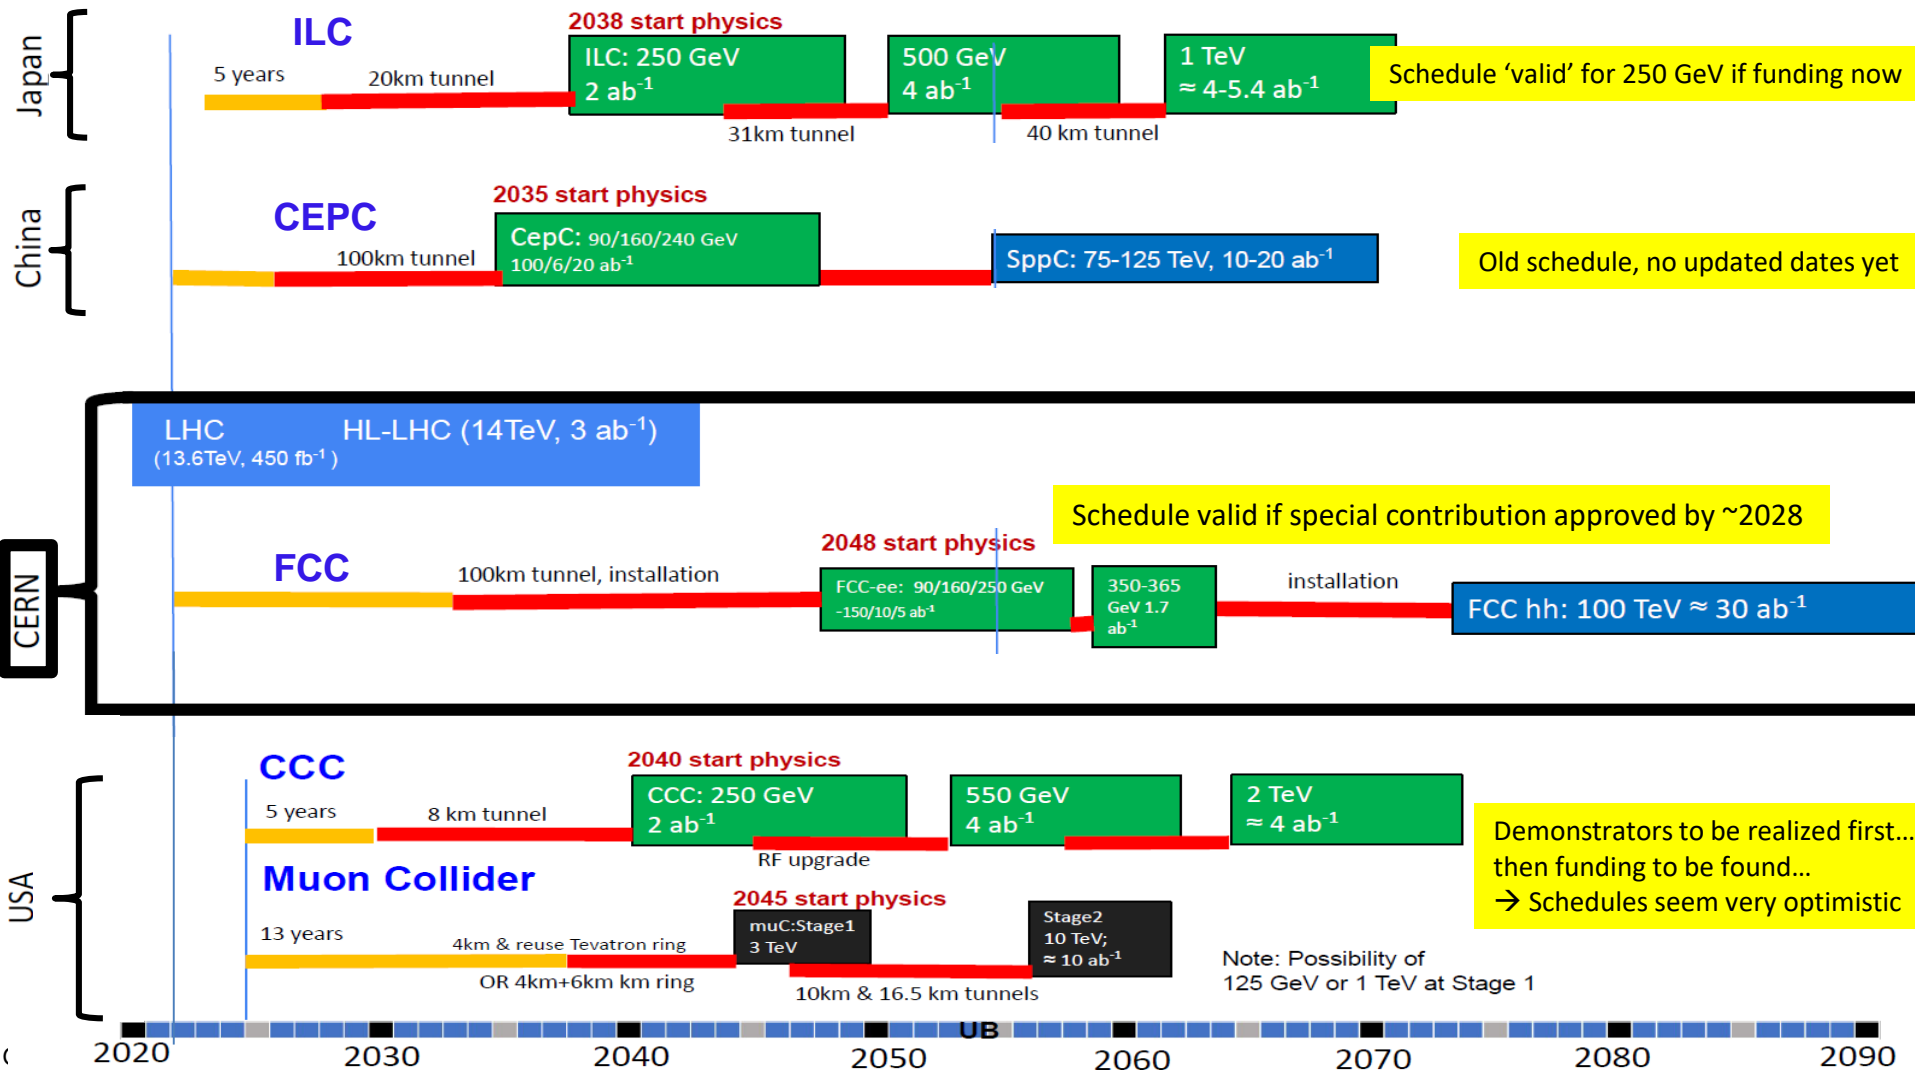 Japan
ILC
5 years
20km tunnel
2038 start physics
ILC: 250 GeV
2 ab⁻¹
31km tunnel
500 GeV
4 ab⁻¹
40 km tunnel
1 TeV
≈ 4-5.4 ab⁻¹
Schedule ‘valid’ for 250 GeV if funding now
China
CEPC
100km tunnel
2035 start physics
CepC: 90/160/240 GeV
100/6/20 ab⁻¹
SppC: 75-125 TeV, 10-20 ab⁻¹
Old schedule, no updated dates yet
CERN
LHC HL-LHC (14TeV, 3 ab⁻¹)
(13.6TeV, 450 fb⁻¹ )
Schedule valid if special contribution approved by ~2028
FCC
100km tunnel, installation
2048 start physics
FCC-ee: 90/160/250 GeV
-150/10/5 ab⁻¹
350-365
GeV 1.7
ab⁻¹
installation
FCC hh: 100 TeV ≈ 30 ab⁻¹
USA
CCC
5 years
8 km tunnel
2040 start physics
CCC: 250 GeV
2 ab⁻¹
RF upgrade
550 GeV
4 ab⁻¹
2 TeV
≈ 4 ab⁻¹
Demonstrators to be realized first…
then funding to be found…
→ Schedules seem very optimistic
Muon Collider
13 years
4km & reuse Tevatron ring
OR 4km+6km km ring
2045 start physics
muC:Stage1
3 TeV
10km & 16.5 km tunnels
Stage2
10 TeV;
≈ 10 ab⁻¹
Note: Possibility of
125 GeV or 1 TeV at Stage 1
UB
2020 2030 2040 2050 2060 2070 2080 2090